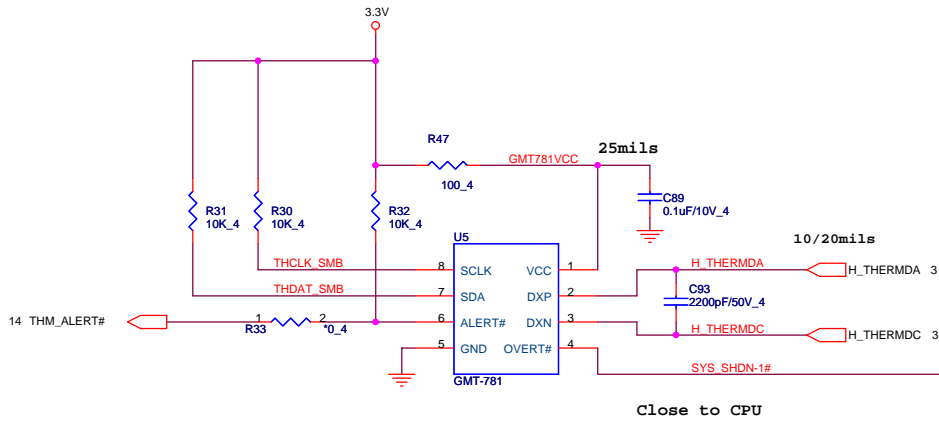 3.3V
R47
GMT781VCC
25mils
100_4
C89
0.1uF/10V_4
R31
10K_4
R30
10K_4
R32
10K_4
10/20mils
U5
THCLK_SMB
8
SCLK
VCC
1
H_THERMDA
H_THERMDA 3
THDAT_SMB
7
SDA
DXP
2
C93
2200pF/50V_4
14 THM_ALERT#
1
R33
2
*0_4
6
ALERT#
DXN
3
H_THERMDC
H_THERMDC 3
5
GND
OVERT#
4
SYS_SHDN-1#
GMT-781
Close to CPU